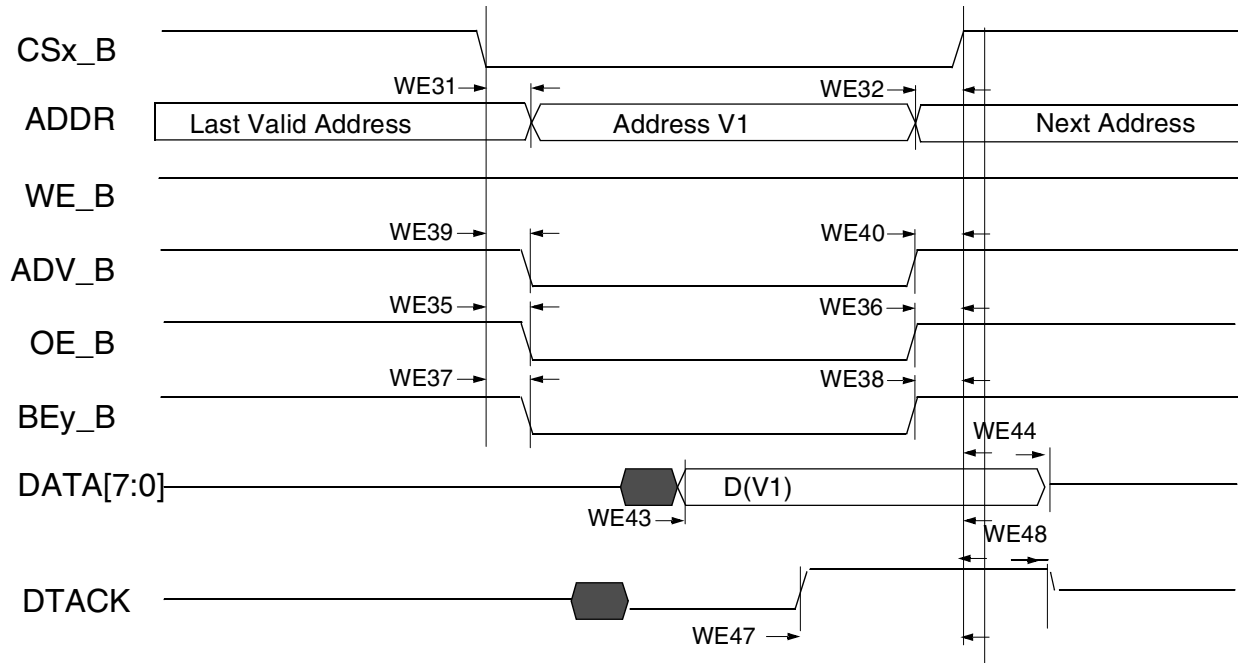 CSx_B
WE31
WE32
ADDR
Last Valid Address
Address V1
Next Address
WE_B
WE39
WE40
ADV_B
WE35
WE36
OE_B
WE37
WE38
BEy_B
WE44
DATA[7:0]
D(V1)
WE43
WE48
DTACK
WE47